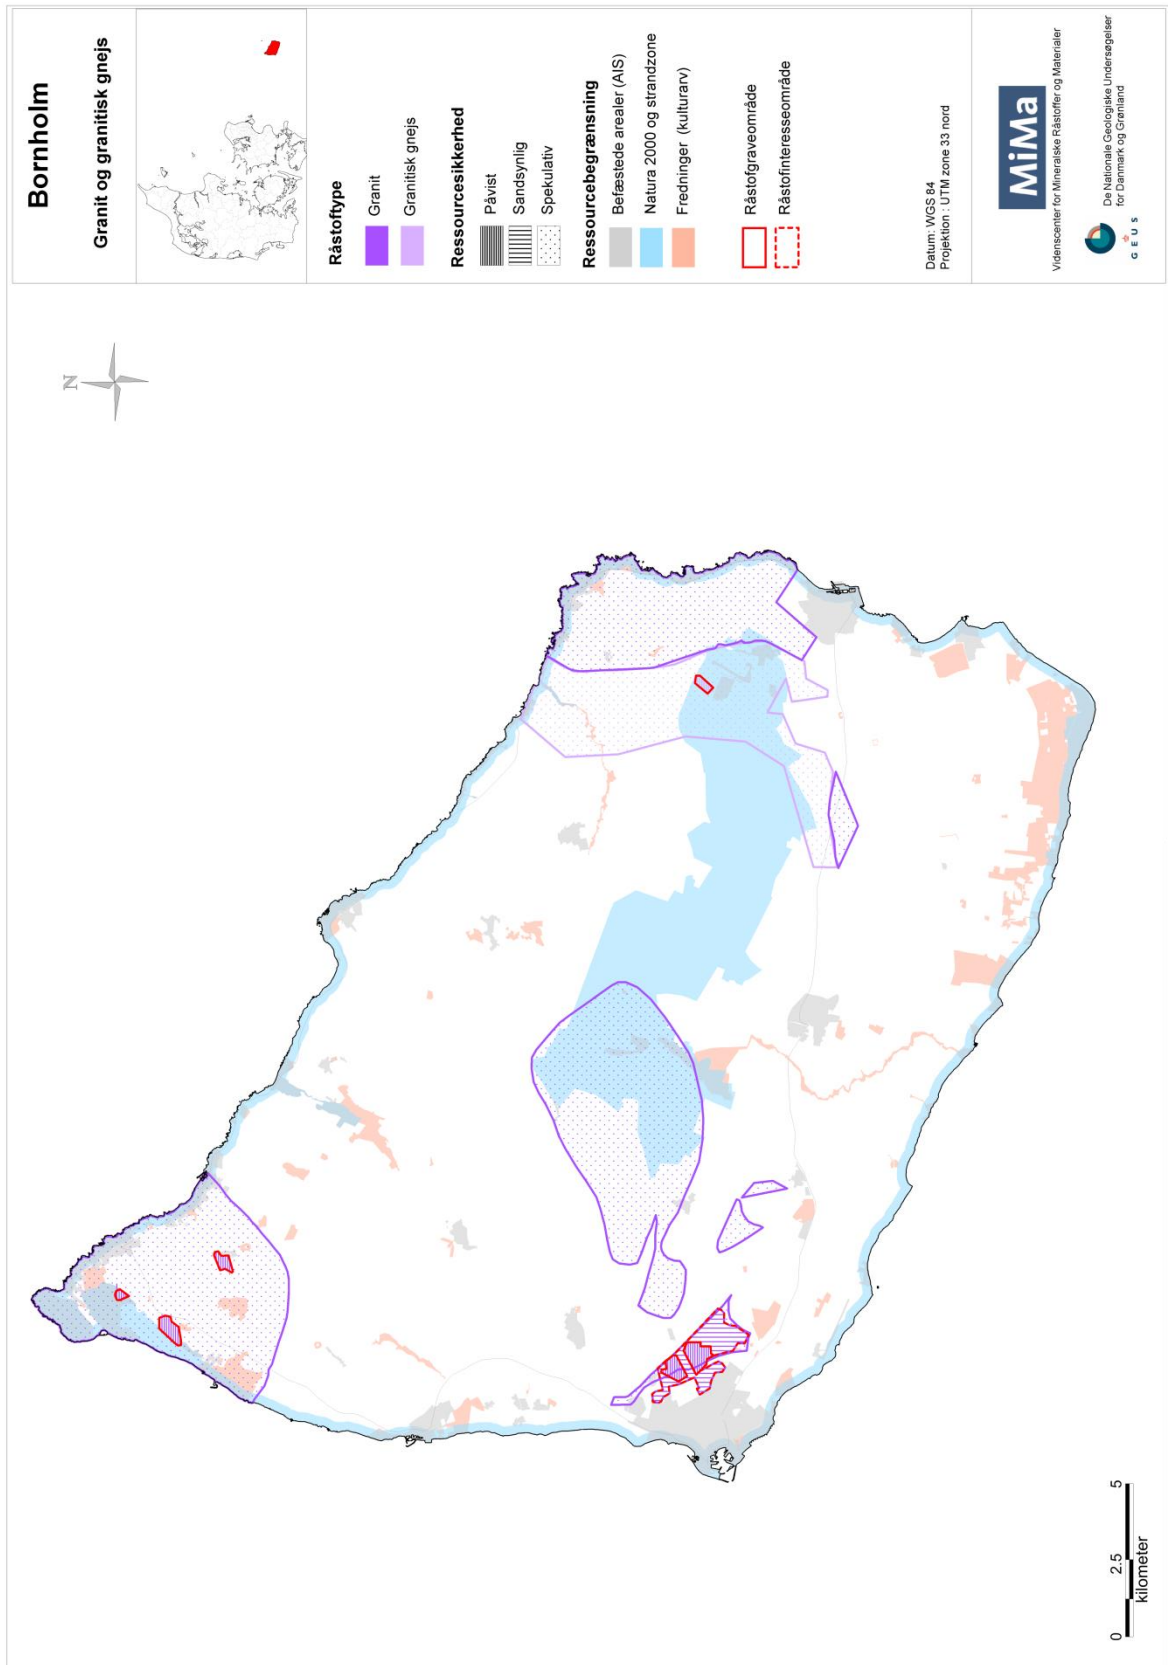 Bornholm
Granit og granitisk gnejs
Råstoftype
Granit
Granitisk gnejs
Ressourcesikkerhed
Påvist
Sandsynlig
Spekulativ
Ressourcebegrænsning
Befæstede arealer (AIS)
Natura 2000 og strandzone
Fredninger (kulturarv)
Råstofgraveområde
Råstofinteresseområde
Datum: WGS 84
Projektion : UTM zone 33 nord
MiMa
Videnscenter for Mineralske Råstoffer og Materialer
G E U S
De Nationale Geologiske Undersøgelser
for Danmark og Grønland
N
0 2.5 5
kilometer